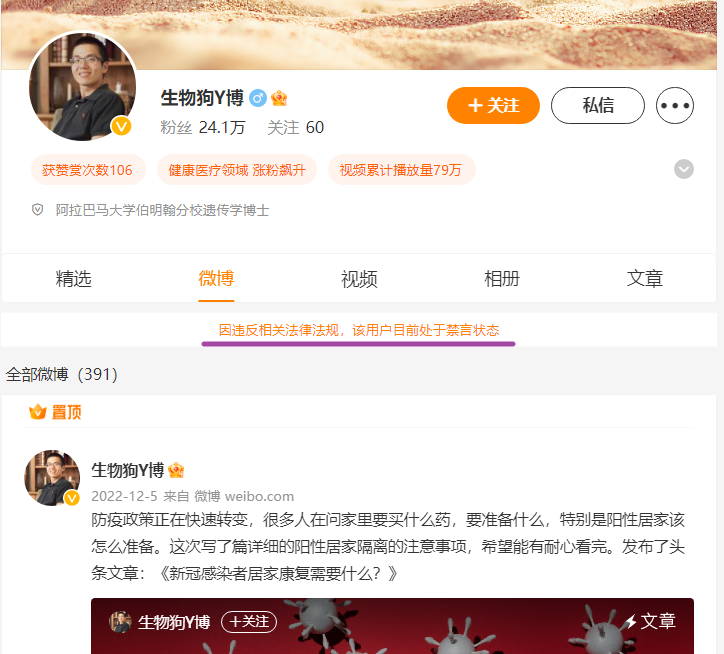 生物狗Y博
粉丝 24.1万 关注 60
+ 关注
私信
获赞觉次数106
健康医疗领域 涨粉飙升
视频累计播放量79万
阿拉巴马大学伯明翰分校遗传学博士
精选 微博 视频 相册 文章
因违反相关法律法规，该用户目前处于禁言状态
全部微博（391）
置顶
生物狗Y博
2022-12-5 来自 微博 weibo.com
防疫政策正在快速转变，很多人在问家里要买什么药，要准备什么，特别是阳性居家该
怎么准备。这次写了篇详细的阳性居家隔离的注意事项，希望能有耐心看完。发布了头
条文章：《新冠感染者居家康复需要什么？》
生物狗Y博 +关注 文章